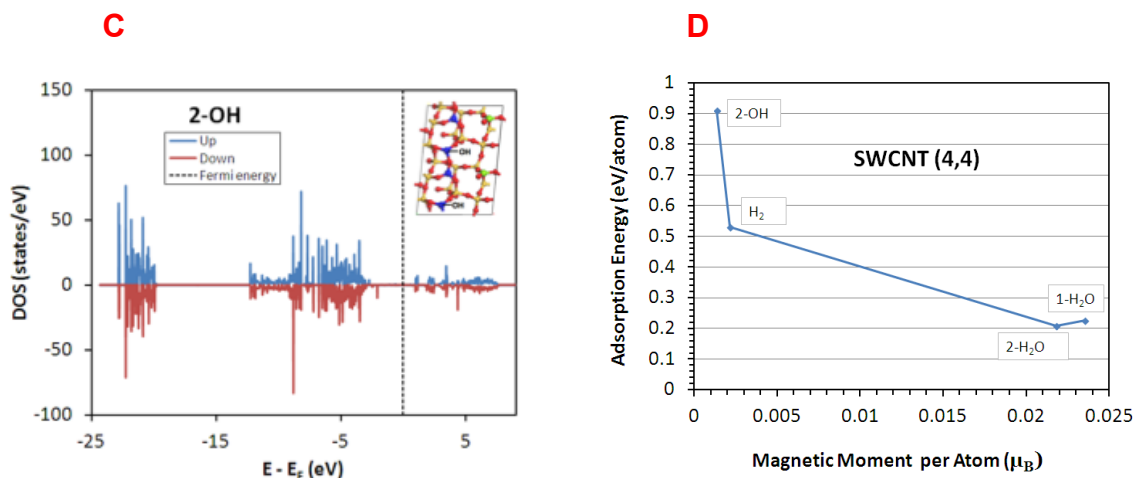 C
D
150
100
50
0
-50
-100
-25
-15
-5
5
DOS (states/eV)
E - E_F (eV)
2-OH
Up
Down
Fermi energy
OH
OH
1
0.9
0.8
0.7
0.6
0.5
0.4
0.3
0.2
0.1
0
0
0.005
0.01
0.015
0.02
0.025
Adsorption Energy (eV/atom)
Magnetic Moment per Atom (μ_B)
SWCNT (4,4)
2-OH
H₂
1-H₂O
2-H₂O